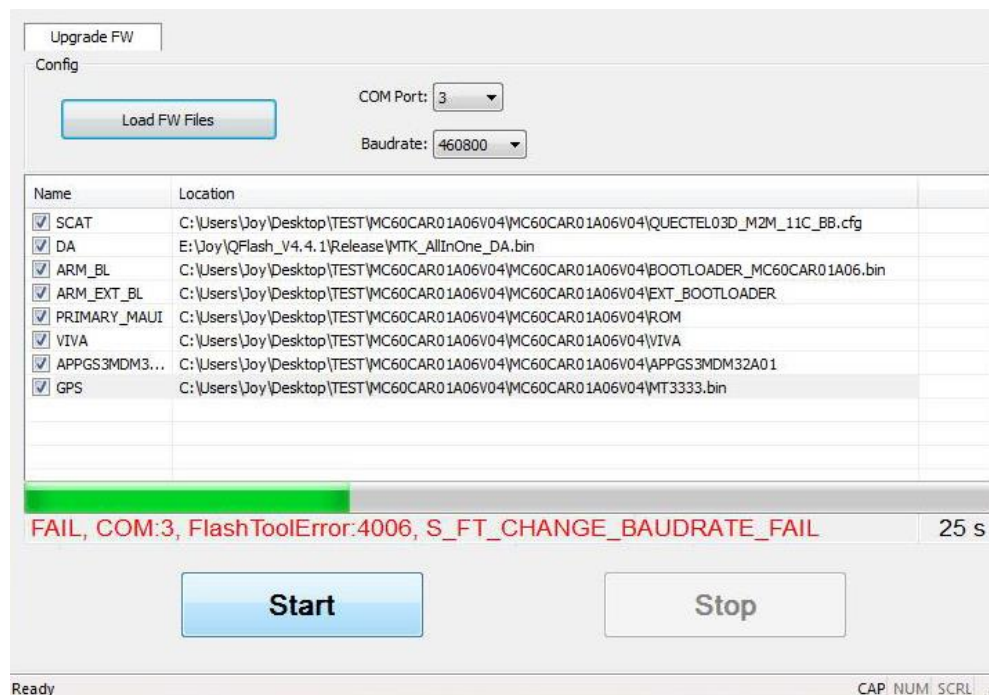 Upgrade FW
Config
Load FW Files
COM Port: 3
Baudrate: 460800
Name Location
SCAT C:\Users\Joy\Desktop\TEST\MC60CAR01A06V04\MC60CAR01A06V04\QUECTEL03D_M2M_11C_BB.cfg
DA E:\Joy\QFlash_V4.4.1\Release\MTK_AllInOne_DA.bin
ARM_BL C:\Users\Joy\Desktop\TEST\MC60CAR01A06V04\MC60CAR01A06V04\BOOTLOADER_MC60CAR01A06.bin
ARM_EXT_BL C:\Users\Joy\Desktop\TEST\MC60CAR01A06V04\MC60CAR01A06V04\EXT_BOOTLOADER
PRIMARY_MAUI C:\Users\Joy\Desktop\TEST\MC60CAR01A06V04\MC60CAR01A06V04\ROM
VIVA C:\Users\Joy\Desktop\TEST\MC60CAR01A06V04\MC60CAR01A06V04\VIVA
APPGS3MDM3... C:\Users\Joy\Desktop\TEST\MC60CAR01A06V04\MC60CAR01A06V04\APPGS3MDM32A01
GPS C:\Users\Joy\Desktop\TEST\MC60CAR01A06V04\MC60CAR01A06V04\MT3333.bin
FAIL, COM:3, FlashToolError:4006, S_FT_CHANGE_BAUDRATE_FAIL 25 s
Start Stop
Ready CAP NUM SCRL